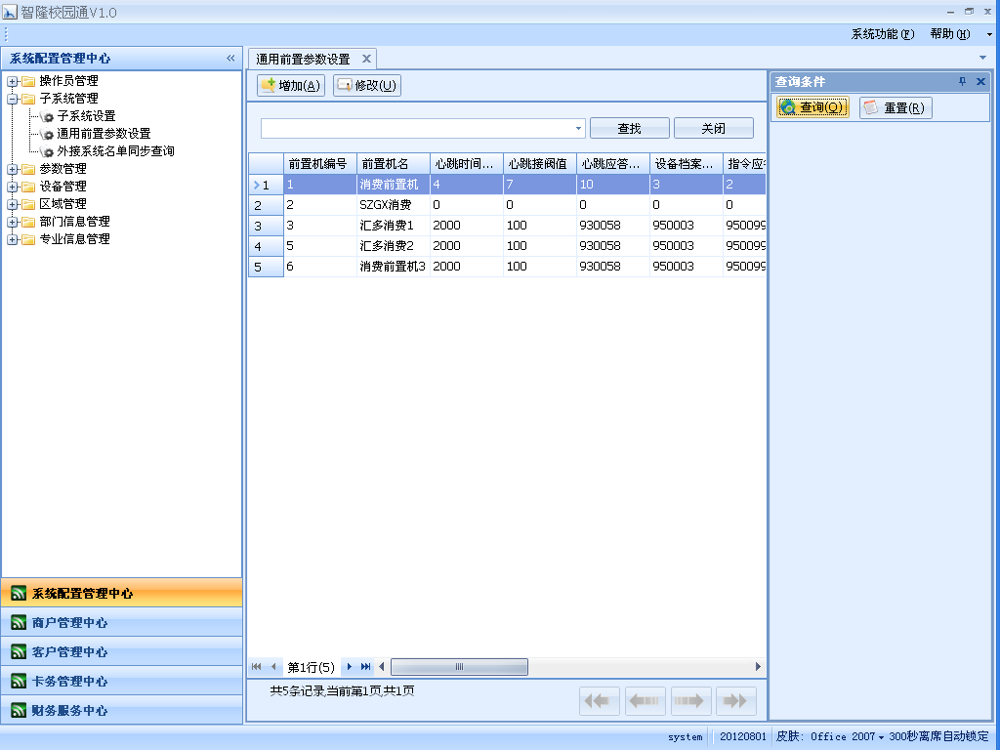 智隆校园通V1.0
系统功能(F) 帮助(H)
系统配置管理中心
操作员管理
子系统管理
子系统设置
通用前置参数设置
外接系统名单同步查询
参数管理
设备管理
区域管理
部门信息管理
专业信息管理
系统配置管理中心
商户管理中心
客户管理中心
卡务管理中心
财务服务中心
通用前置参数设置
增加(A) 修改(U)
查找 关闭
前置机编号 前置机名 心跳时间... 心跳接阀值 心跳应答... 设备档案... 指令应答
1 1 消费前置机 4 7 10 3 2
2 2 SZGX消费 0 0 0 0 0
3 3 汇多消费1 2000 100 930058 950003 950099
4 5 汇多消费2 2000 100 930058 950003 950099
5 6 消费前置机3 2000 100 930058 950003 950099
第1行(5)
共5条记录,当前第1页,共1页
查询条件
查询(Q) 重置(R)
system 20120801 皮肤: Office 2007 300秒离席自动锁定